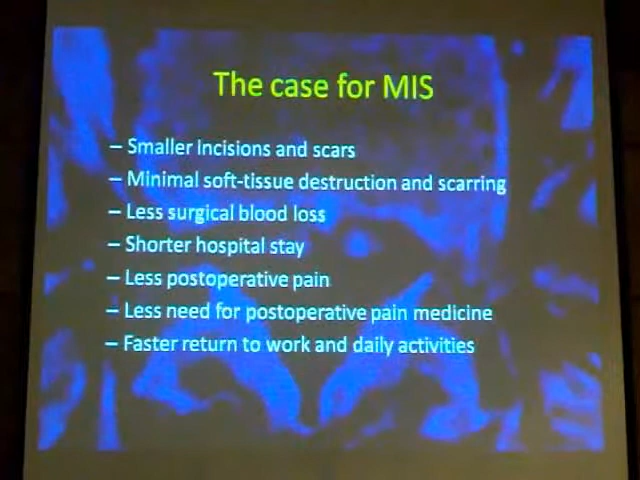 The case for MIS
– Smaller incisions and scars
– Minimal soft-tissue destruction and scarring
– Less surgical blood loss
– Shorter hospital stay
– Less postoperative pain
– Less need for postoperative pain medicine
– Faster return to work and daily activities